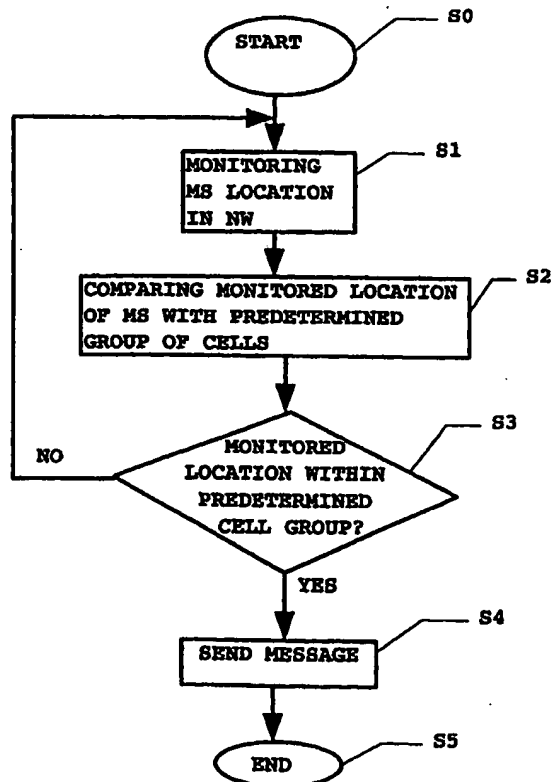 START
S0
MONITORING
MS LOCATION
IN NW
S1
COMPARING MONITORED LOCATION
OF MS WITH PREDETERMINED
GROUP OF CELLS
S2
MONITORED
LOCATION WITHIN
PREDETERMINED
CELL GROUP?
S3
NO
YES
SEND MESSAGE
S4
END
S5